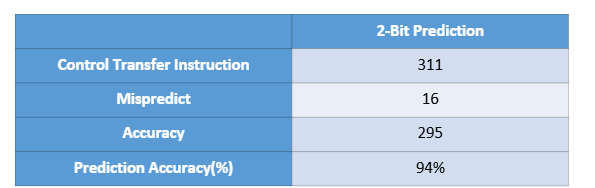 2-Bit Prediction
Control Transfer Instruction 311
Mispredict 16
Accuracy 295
Prediction Accuracy(%) 94%